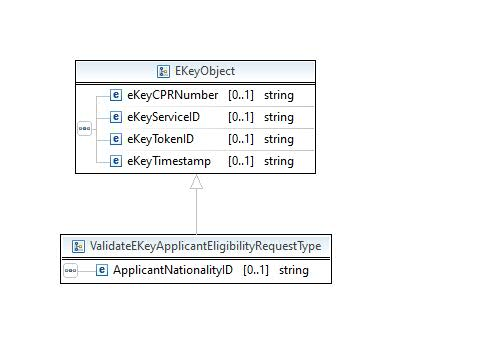 EKeyObject
eKeyCPRNumber [0..1] string
eKeyServiceID [0..1] string
eKeyTokenID [0..1] string
eKeyTimestamp [0..1] string
ValidateEKeyApplicantEligibilityRequestType
ApplicantNationalityID [0..1] string